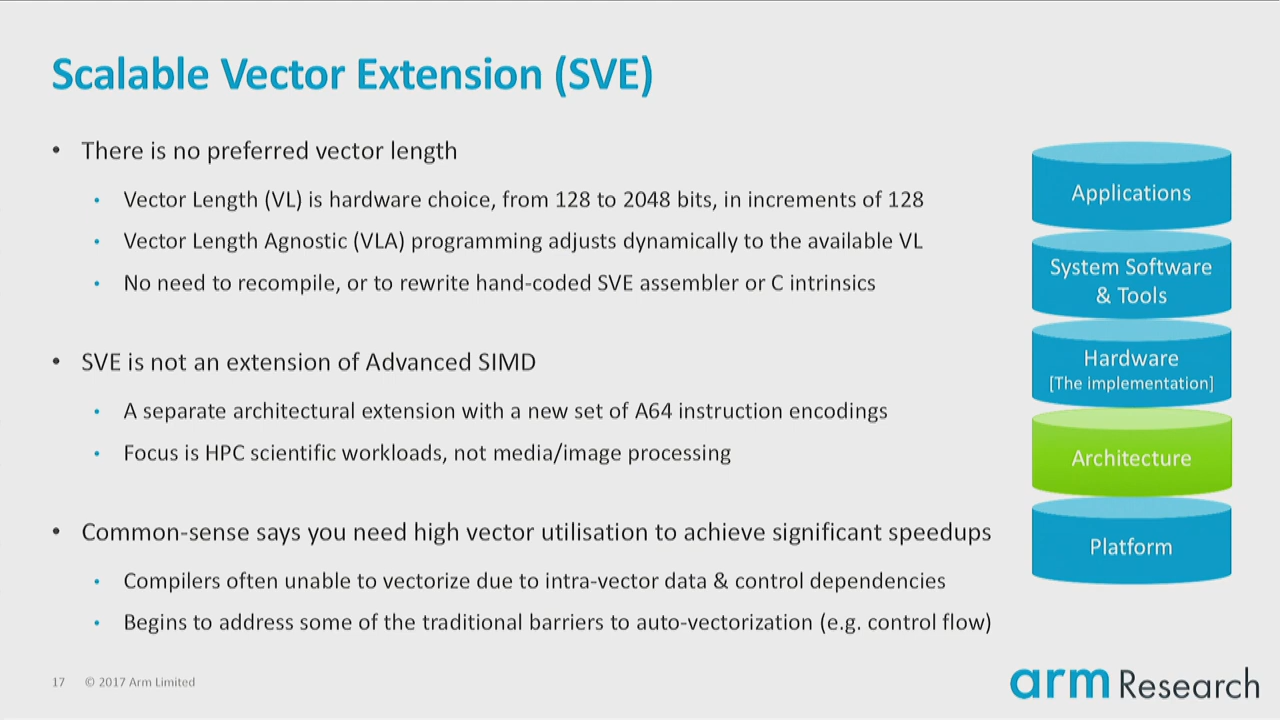 Scalable Vector Extension (SVE)
• There is no preferred vector length
• Vector Length (VL) is hardware choice, from 128 to 2048 bits, in increments of 128
• Vector Length Agnostic (VLA) programming adjusts dynamically to the available VL
• No need to recompile, or to rewrite hand-coded SVE assembler or C intrinsics
• SVE is not an extension of Advanced SIMD
• A separate architectural extension with a new set of A64 instruction encodings
• Focus is HPC scientific workloads, not media/image processing
• Common-sense says you need high vector utilisation to achieve significant speedups
• Compilers often unable to vectorize due to intra-vector data & control dependencies
• Begins to address some of the traditional barriers to auto-vectorization (e.g. control flow)
Applications
System Software
& Tools
Hardware
[The implementation]
Architecture
Platform
17 © 2017 Arm Limited
arm Research